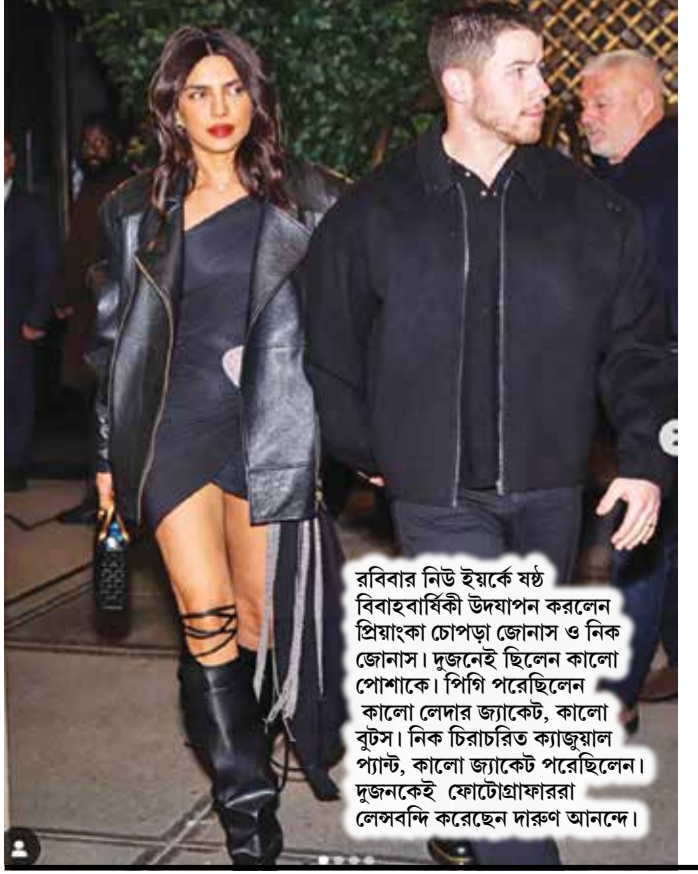 রবিবার নিউ ইয়র্কে ষষ্ঠ
বিবাহবার্ষিকী উদযাপন করলেন
প্রিয়াংকা চোপড়া জোনাস ও নিক
জোনাস। দুজনেই ছিলেন কালো
পোশাকে। পিগি পরেছিলেন
কালো লেদার জ্যাকেট, কালো
বুটস। নিক চিরাচরিত ক্যাজুয়াল
প্যান্ট, কালো জ্যাকেট পরেছিলেন।
দুজনকেই ফোটোগ্রাফাররা
লেন্সবন্দি করেছেন দারুণ আনন্দে।